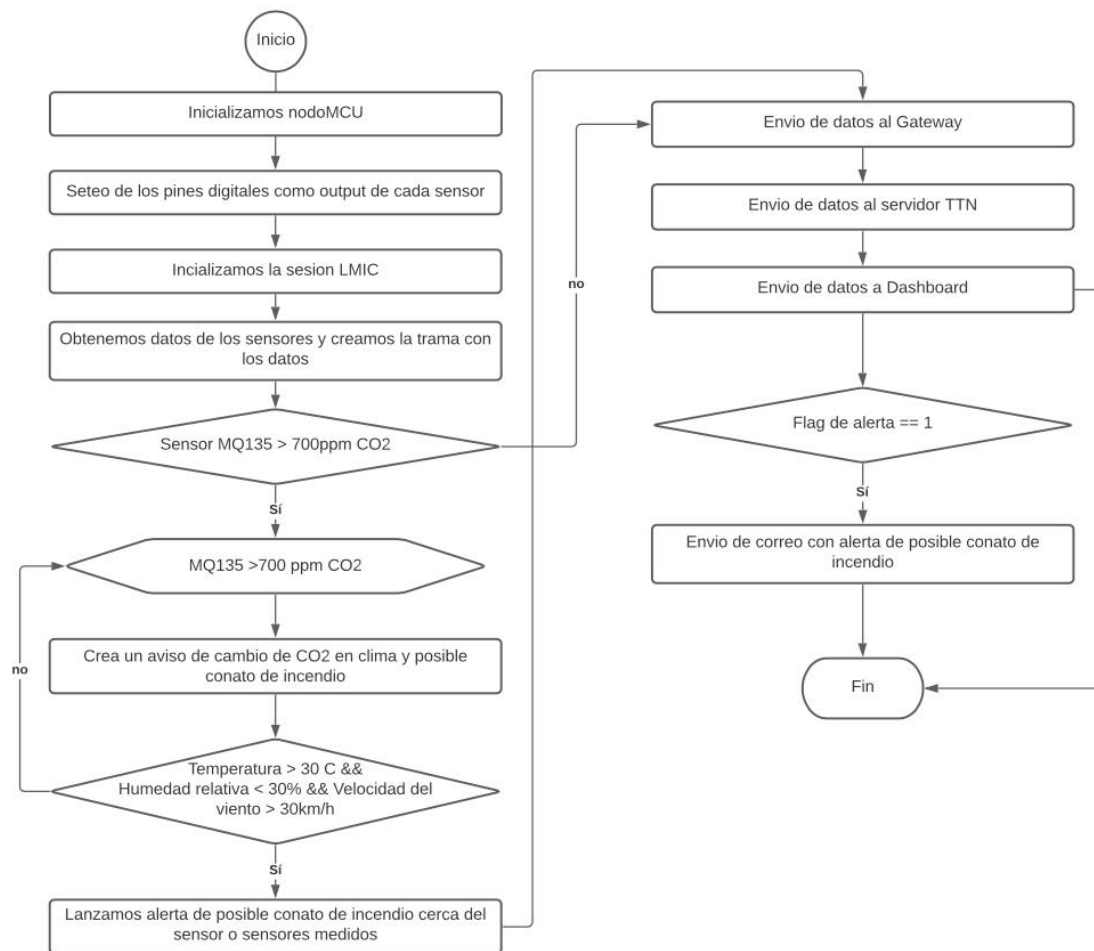 Inicio
Inicializamos nodoMCU
Seteo de los pines digitales como output de cada sensor
Incializamos la sesion LMIC
Obtenemos datos de los sensores y creamos la trama con
los datos
Sensor MQ135 > 700ppm CO2
no
Sí
MQ135 >700 ppm CO2
Crea un aviso de cambio de CO2 en clima y posible
conato de incendio
no
Temperatura > 30 C &&
Humedad relativa < 30% && Velocidad del
viento > 30km/h
Sí
Lanzamos alerta de posible conato de incendio cerca del
sensor o sensores medidos
Envio de datos al Gateway
Envio de datos al servidor TTN
Envio de datos a Dashboard
Flag de alerta == 1
Sí
Envio de correo con alerta de posible conato de
incendio
Fin